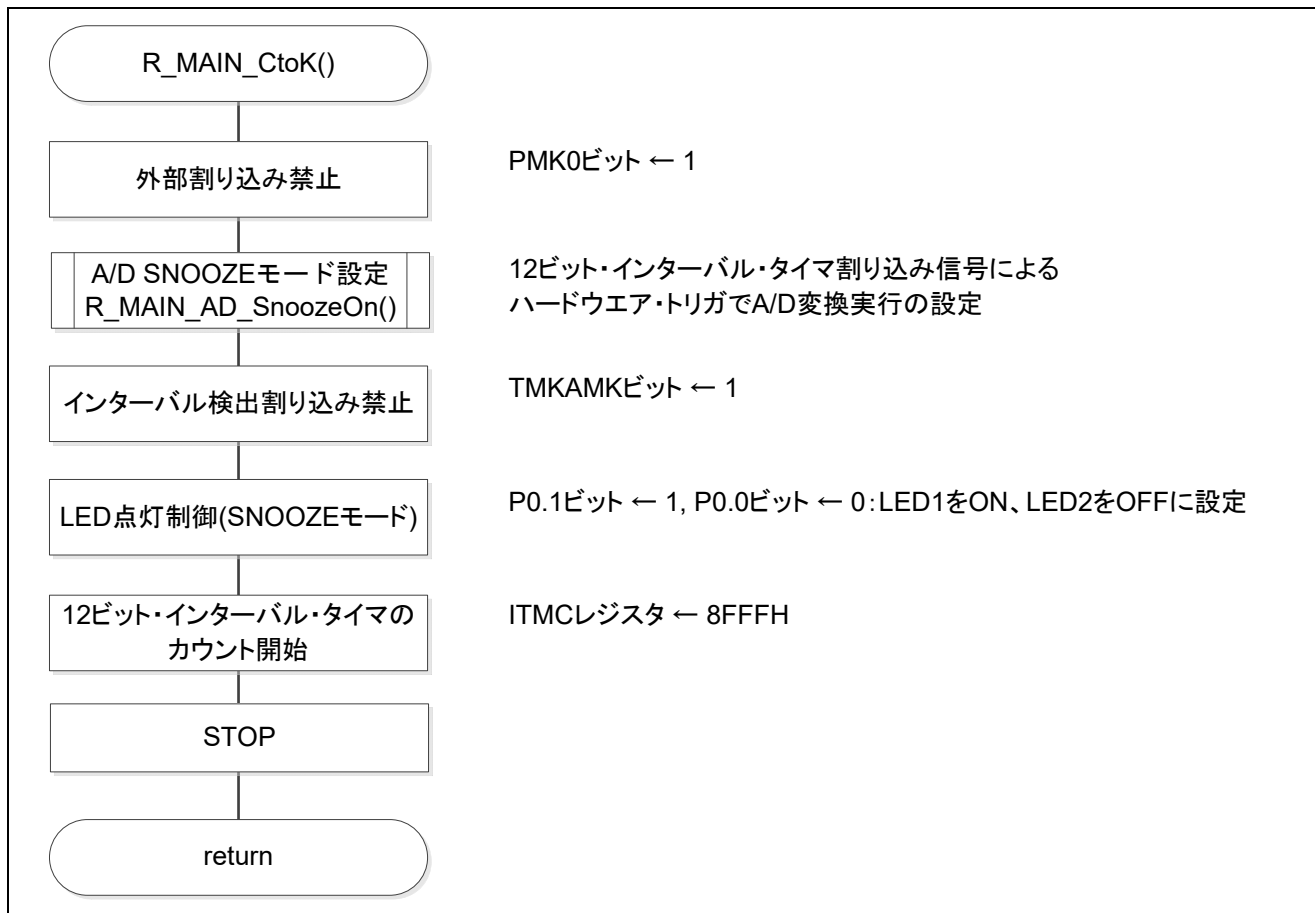 R_MAIN_CtoK()
外部割り込み禁止
PMK0ビット ← 1
A/D SNOOZEモード設定
R_MAIN_AD_SnoozeOn()
12ビット・インターバル・タイマ割り込み信号による
ハードウエア・トリガでA/D変換実行の設定
インターバル検出割り込み禁止
TMKAMKビット ← 1
LED点灯制御(SNOOZEモード)
P0.1ビット ← 1, P0.0ビット ← 0：LED1をON、LED2をOFFに設定
12ビット・インターバル・タイマの
カウント開始
ITMCレジスタ ← 8FFFH
STOP
return